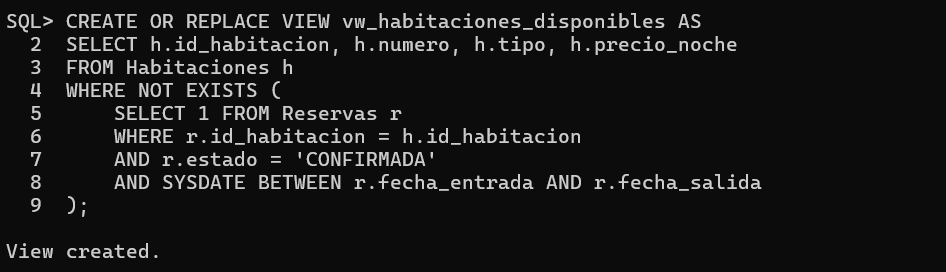 SQL> CREATE OR REPLACE VIEW vw_habitaciones_disponibles AS
  2  SELECT h.id_habitacion, h.numero, h.tipo, h.precio_noche
  3  FROM Habitaciones h
  4  WHERE NOT EXISTS (
  5      SELECT 1 FROM Reservas r
  6      WHERE r.id_habitacion = h.id_habitacion
  7      AND r.estado = 'CONFIRMADA'
  8      AND SYSDATE BETWEEN r.fecha_entrada AND r.fecha_salida
  9  );

View created.